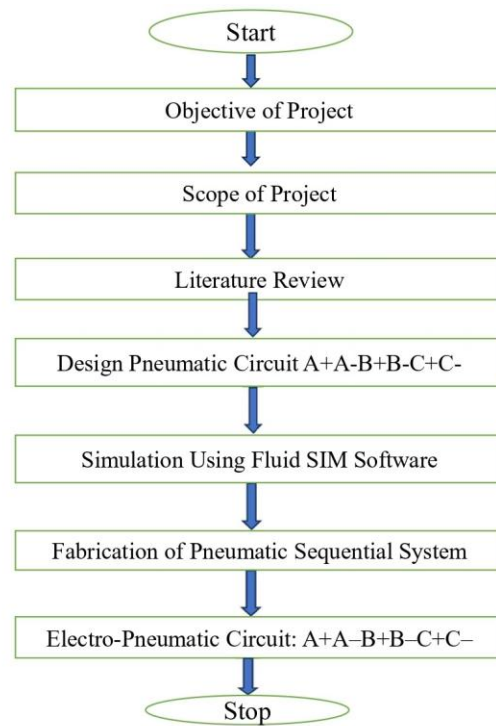 Start
Objective of Project
Scope of Project
Literature Review
Design Pneumatic Circuit A+A-B+B-C+C-
Simulation Using Fluid SIM Software
Fabrication of Pneumatic Sequential System
Electro-Pneumatic Circuit: A+A–B+B–C+C–
Stop